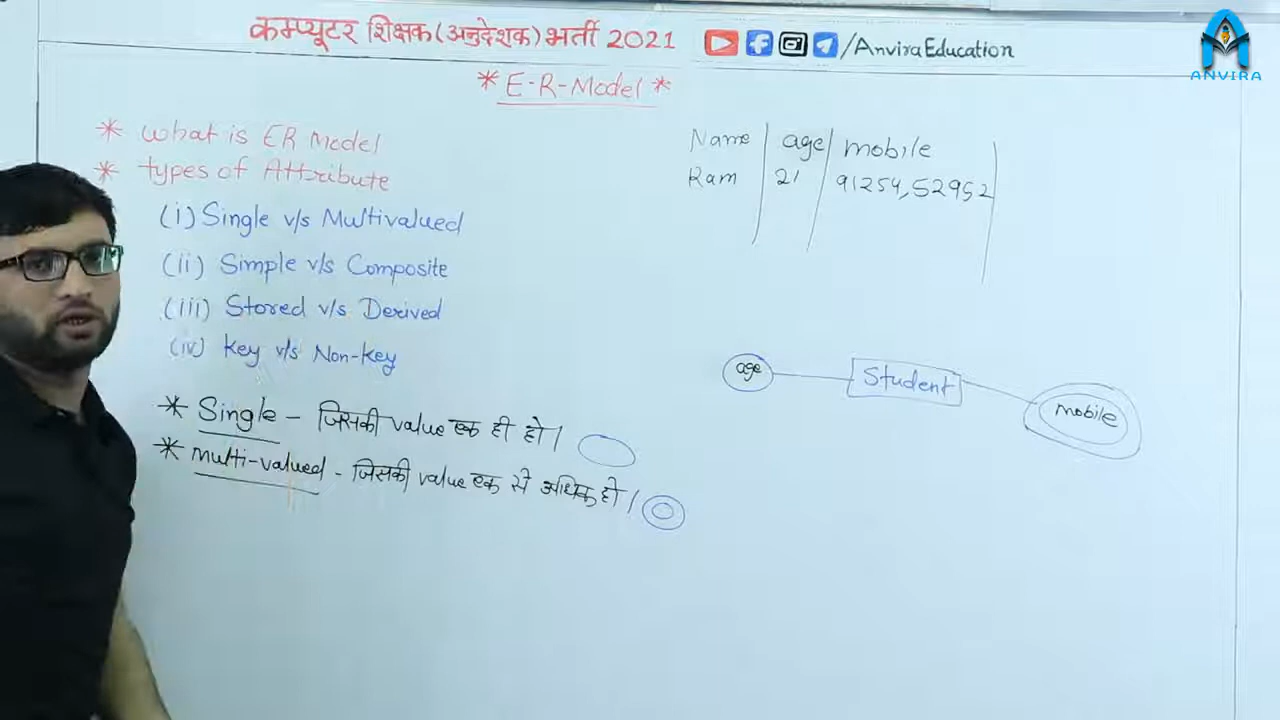 कम्प्यूटर शिक्षक (अनुदेशक) भर्ती 2021
/AnviraEducation
ANVIRA
* E-R-Model *
* What is ER Model
* types of Attribute
(i) Single v/s Multivalued
(ii) Simple v/s Composite
(iii) Stored v/s Derived
(iv) Key v/s Non-Key
* Single - जिसकी value एक ही हो।
* Multi-valued - जिसकी value एक से अधिक हो।
Name age mobile
Ram 21 91254, 52952
age Student mobile